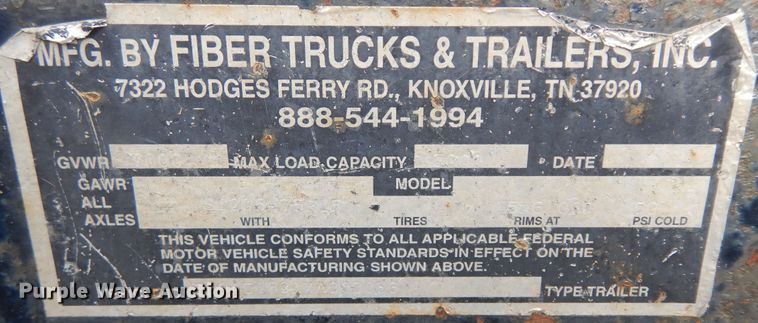 MFG. BY FIBER TRUCKS & TRAILERS, INC.
7322 HODGES FERRY RD., KNOXVILLE, TN 37920
888-544-1994
GVWR MAX LOAD CAPACITY DATE
GAWR MODEL
ALL
AXLES WITH TIRES RIMS AT PSI COLD
THIS VEHICLE CONFORMS TO ALL APPLICABLE FEDERAL
MOTOR VEHICLE SAFETY STANDARDS IN EFFECT ON THE
DATE OF MANUFACTURING SHOWN ABOVE.
TYPE TRAILER
Purple Wave Auction